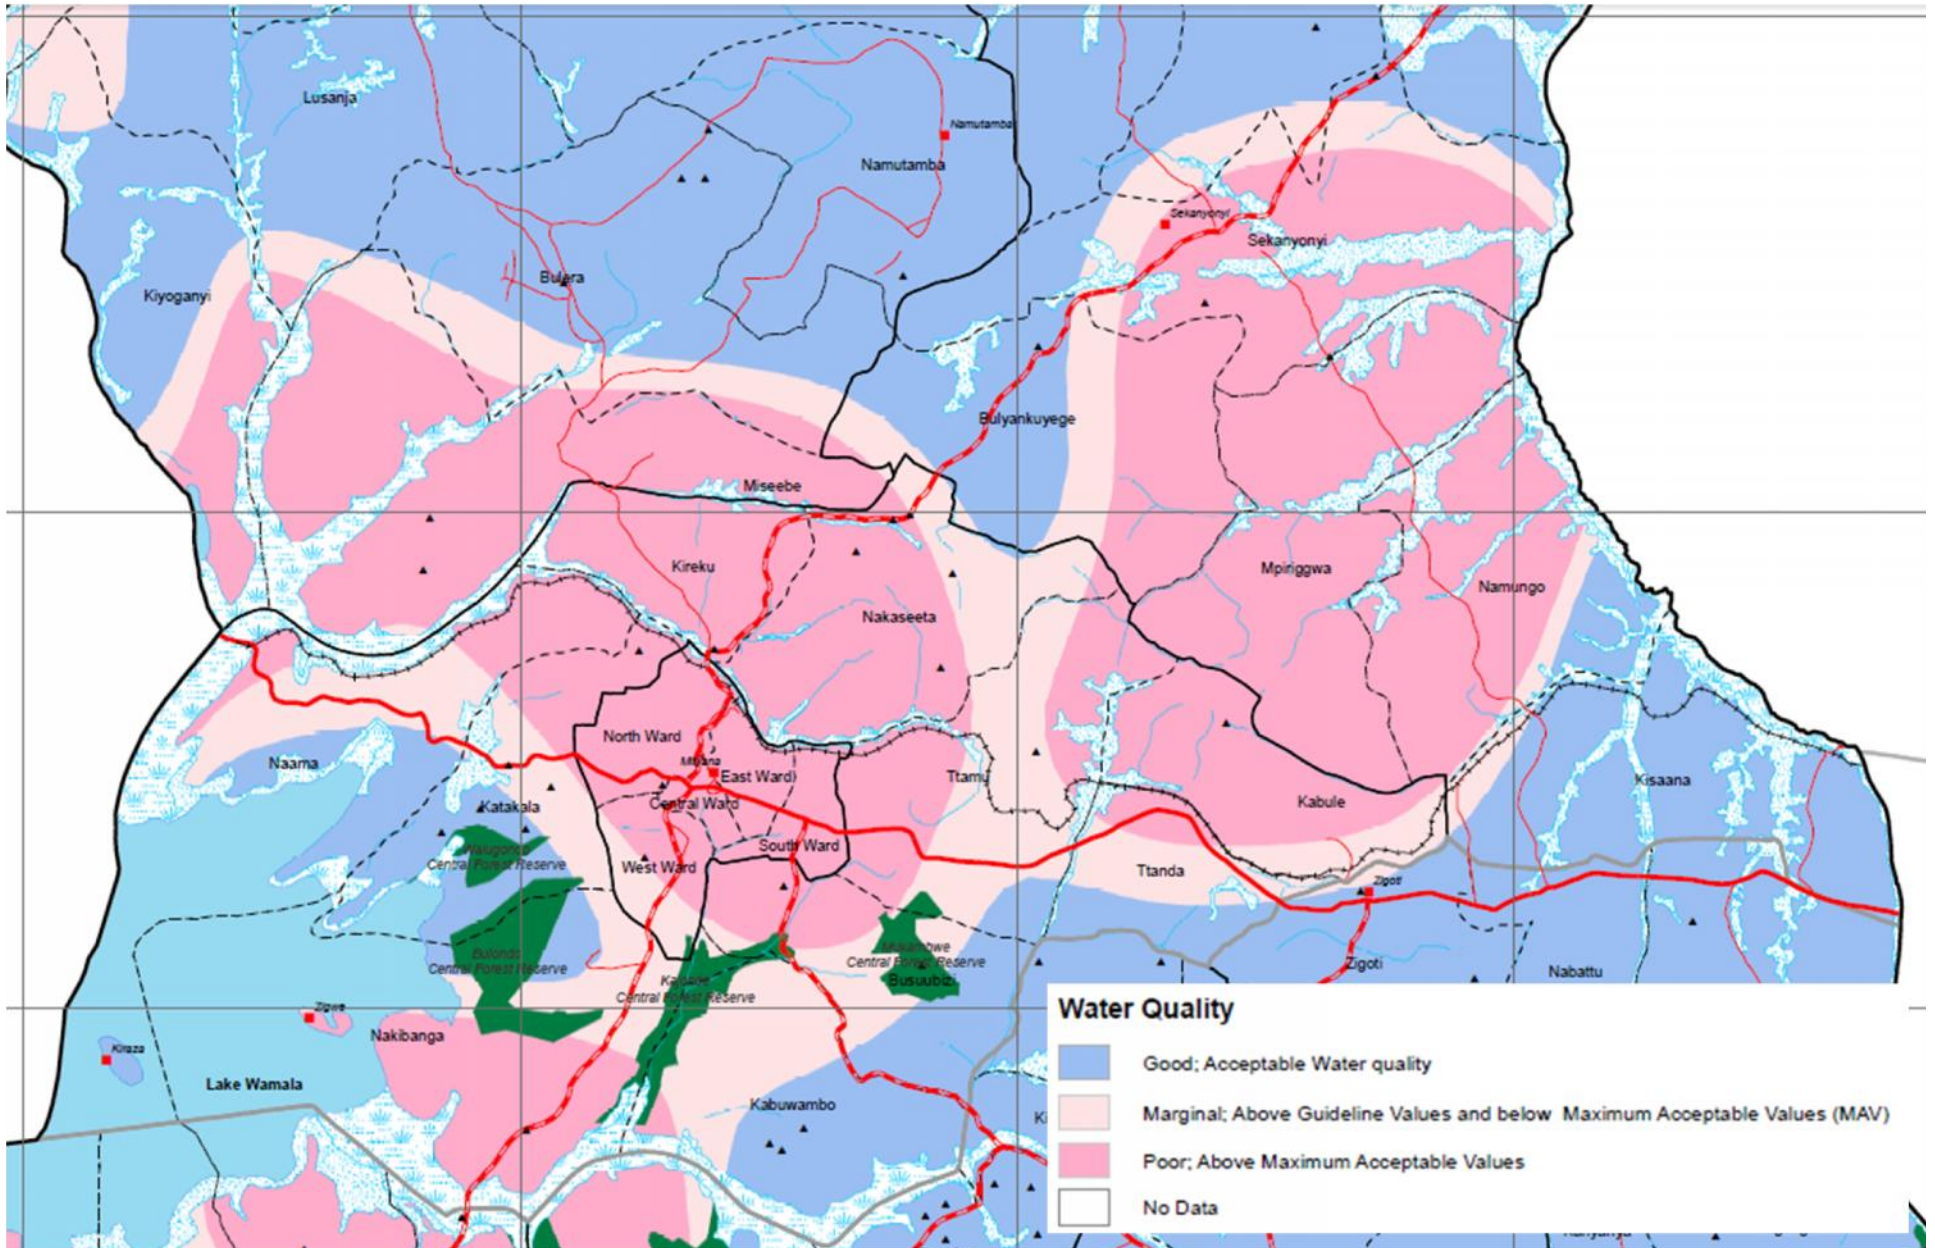 Lusanja
Namutamba
Namutamba
Sekanyonyi
Sekanyonyi
Bulera
Kiyoganyi
Bulyankuyege
Miseebe
Kireku
Mpiriggwa
Namungo
Nakaseeta
North Ward
Mityana
East Ward
Ttamu
Naama
Kisaana
Katakala
Central Ward
Kabule
South Ward
Central Forest Reserve
West Ward
Ttanda
Zigoti
Central Forest Reserve
Central Forest Reserve
Busuubizi
Zigoti
Nabattu
Central Forest Reserve
Nakibanga
Kiraza
Lake Wamala
Kabuwambo
Ki
Water Quality
Good; Acceptable Water quality
Marginal; Above Guideline Values and below Maximum Acceptable Values (MAV)
Poor; Above Maximum Acceptable Values
No Data